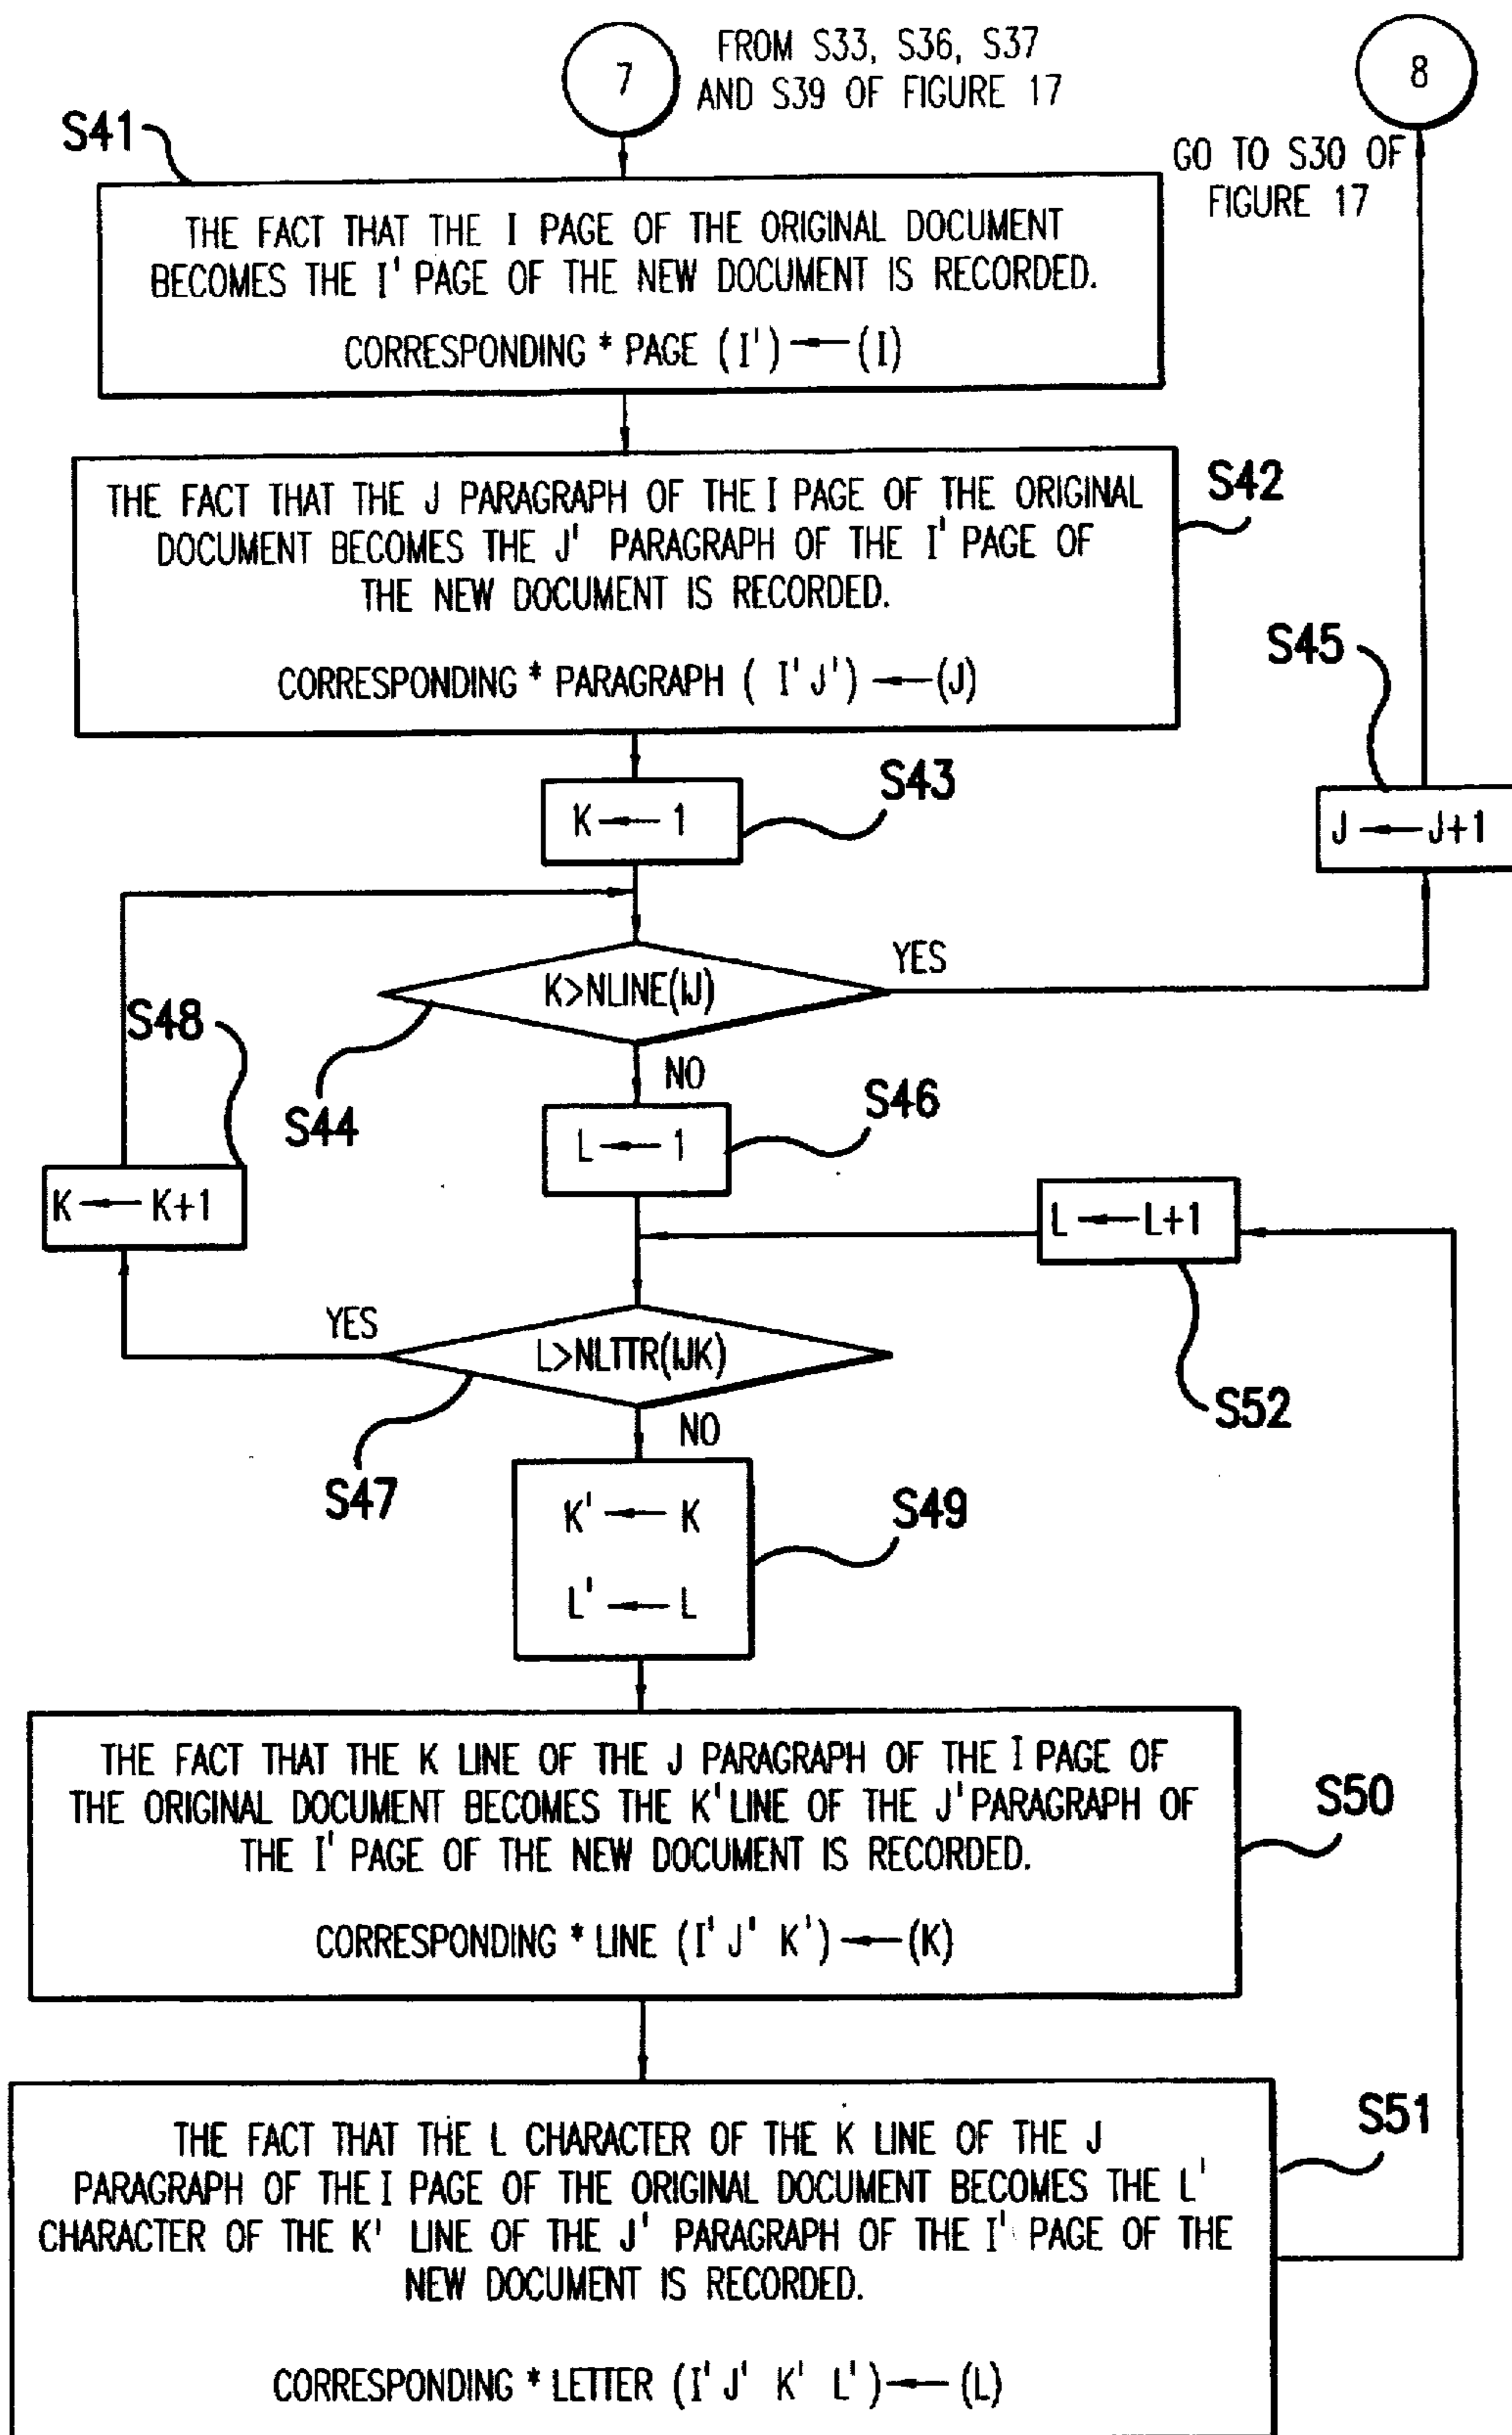 7
FROM S33, S36, S37
AND S39 OF FIGURE 17
8
GO TO S30 OF
FIGURE 17
S41
THE FACT THAT THE I PAGE OF THE ORIGINAL DOCUMENT
BECOMES THE I' PAGE OF THE NEW DOCUMENT IS RECORDED.
CORRESPONDING * PAGE (I') ← (I)
S42
THE FACT THAT THE J PARAGRAPH OF THE I PAGE OF THE ORIGINAL
DOCUMENT BECOMES THE J' PARAGRAPH OF THE I' PAGE OF
THE NEW DOCUMENT IS RECORDED.
CORRESPONDING * PARAGRAPH ( I' J') ← (J)
S45
S43
K ← 1
J ← J+1
K>NLINE(IJ)
YES
S48
S44
NO
S46
L ← 1
K ← K+1
L ← L+1
YES
L>NLTTR(IJK)
S52
NO
S47
S49
K' ← K
L' ← L
THE FACT THAT THE K LINE OF THE J PARAGRAPH OF THE I PAGE OF
THE ORIGINAL DOCUMENT BECOMES THE K' LINE OF THE J' PARAGRAPH OF
THE I' PAGE OF THE NEW DOCUMENT IS RECORDED.
S50
CORRESPONDING * LINE (I' J' K') ← (K)
S51
THE FACT THAT THE L CHARACTER OF THE K LINE OF THE J
PARAGRAPH OF THE I PAGE OF THE ORIGINAL DOCUMENT BECOMES THE L'
CHARACTER OF THE K' LINE OF THE J' PARAGRAPH OF THE I' PAGE OF THE
NEW DOCUMENT IS RECORDED.
CORRESPONDING * LETTER (I' J' K' L') ← (L)